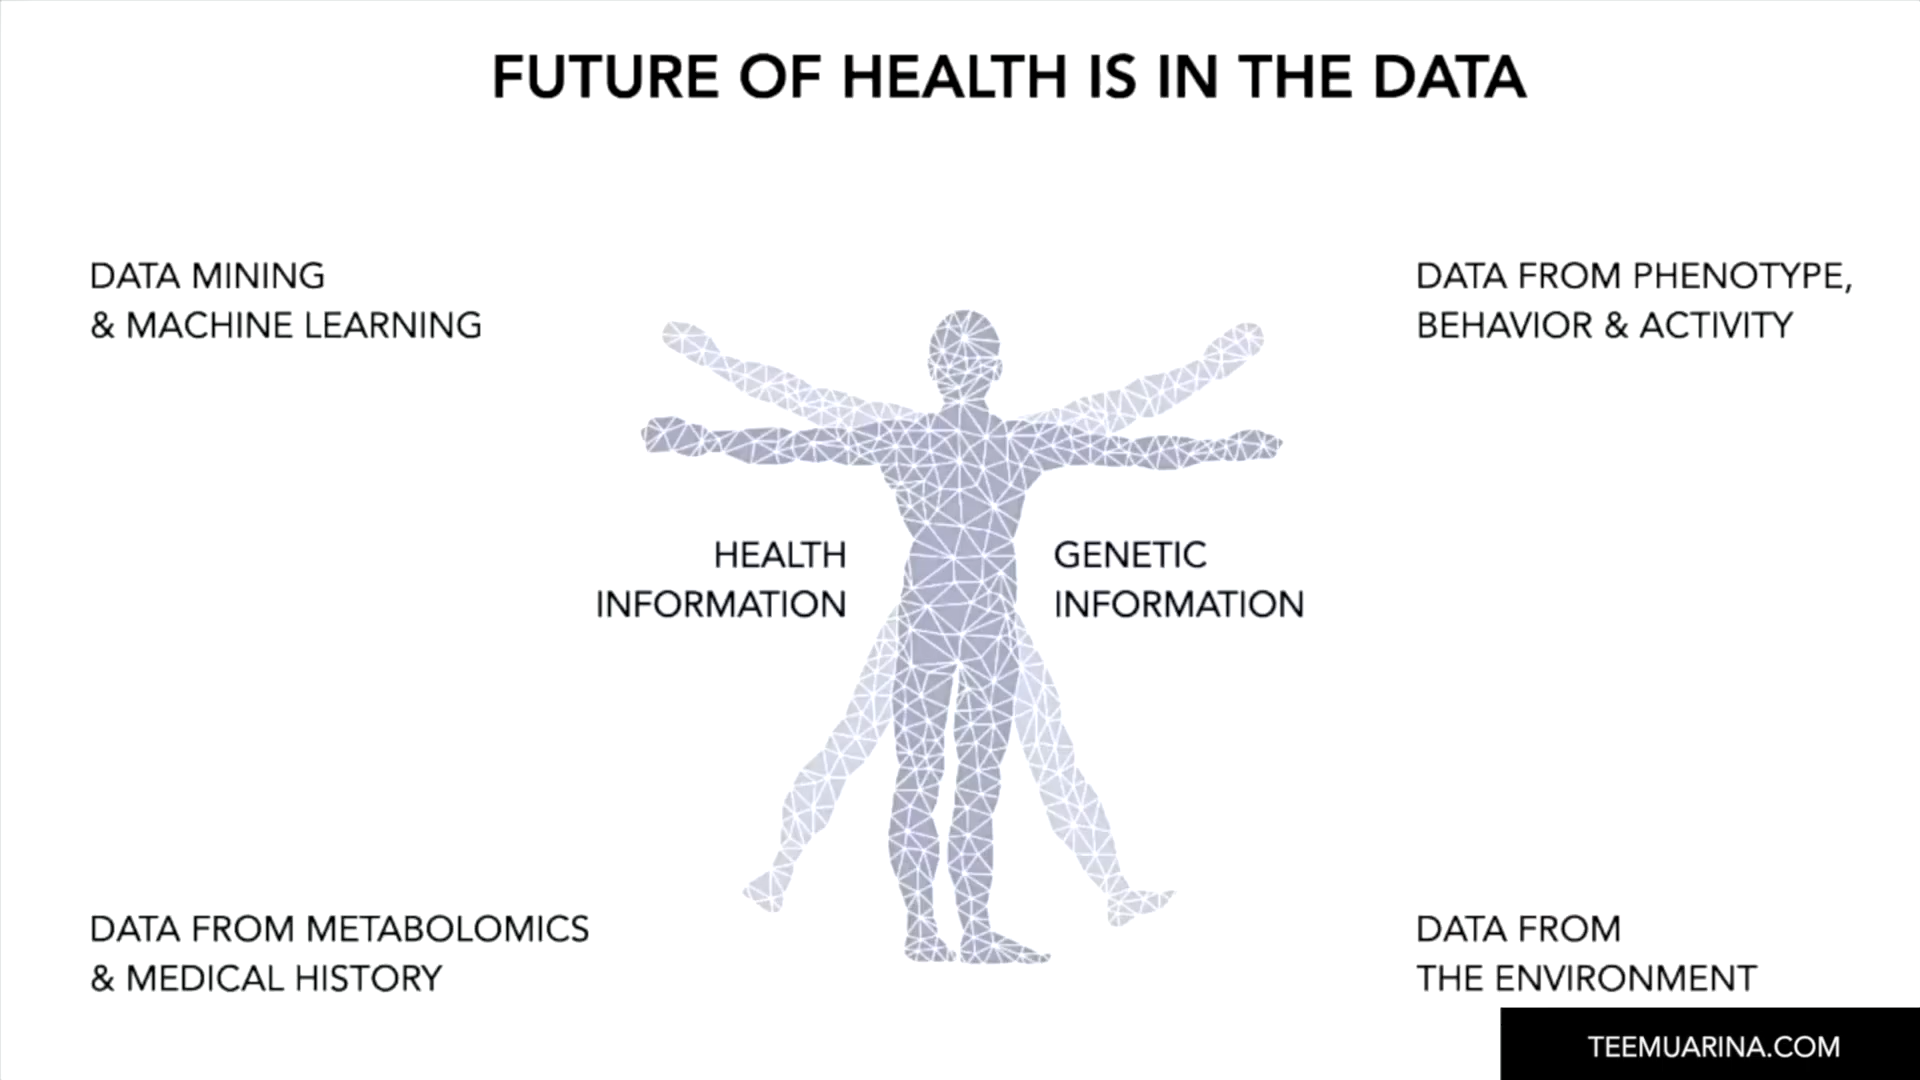 FUTURE OF HEALTH IS IN THE DATA
DATA MINING
& MACHINE LEARNING
DATA FROM PHENOTYPE,
BEHAVIOR & ACTIVITY
HEALTH
INFORMATION
GENETIC
INFORMATION
DATA FROM METABOLOMICS
& MEDICAL HISTORY
DATA FROM
THE ENVIRONMENT
TEEMUARINA.COM